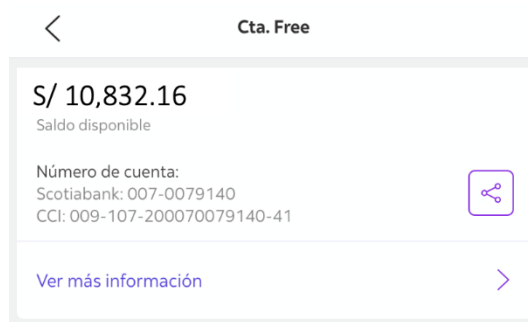 Cta. Free
S/ 10,832.16
Saldo disponible
Número de cuenta:
Scotiabank: 007-0079140
CCI: 009-107-200070079140-41
Ver más información